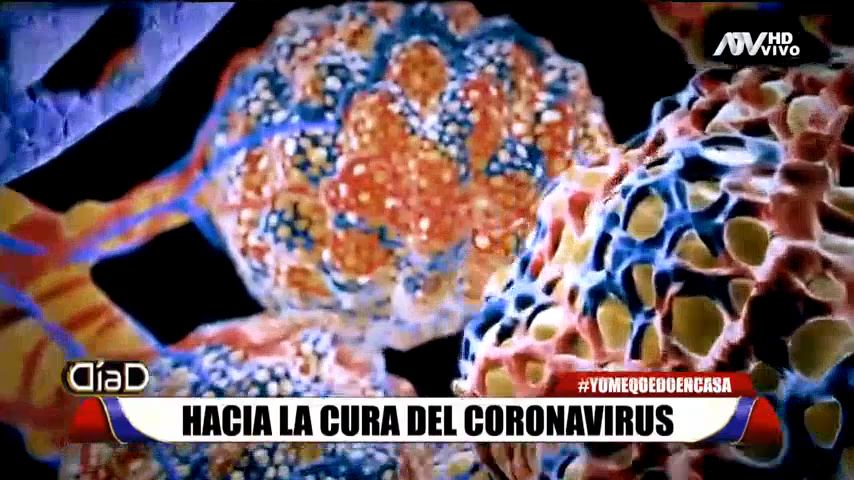 ATV HD
VIVO
DíaD
#YOMEQUEDOENCASA
HACIA LA CURA DEL CORONAVIRUS